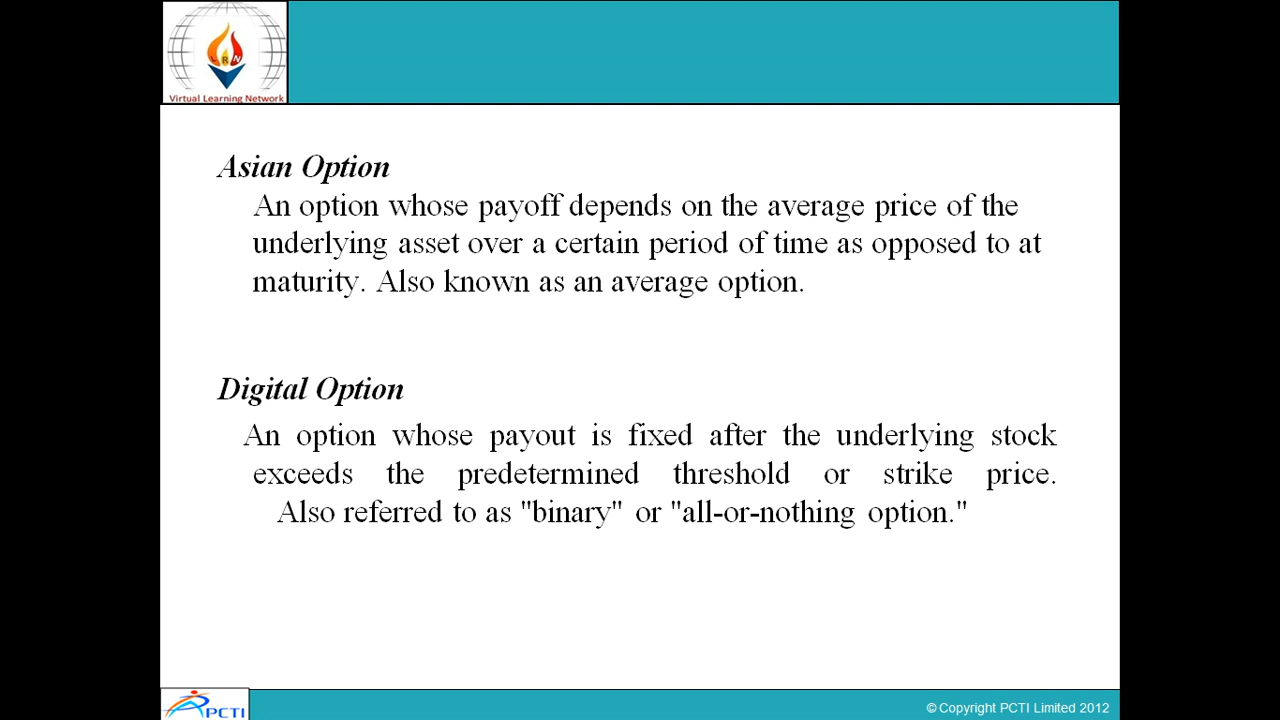 LRN
Virtual Learning Network
Asian Option
An option whose payoff depends on the average price of the
underlying asset over a certain period of time as opposed to at
maturity. Also known as an average option.
Digital Option
An option whose payout is fixed after the underlying stock
exceeds the predetermined threshold or strike price.
Also referred to as "binary" or "all-or-nothing option."
PCTI
© Copyright PCTI Limited 2012